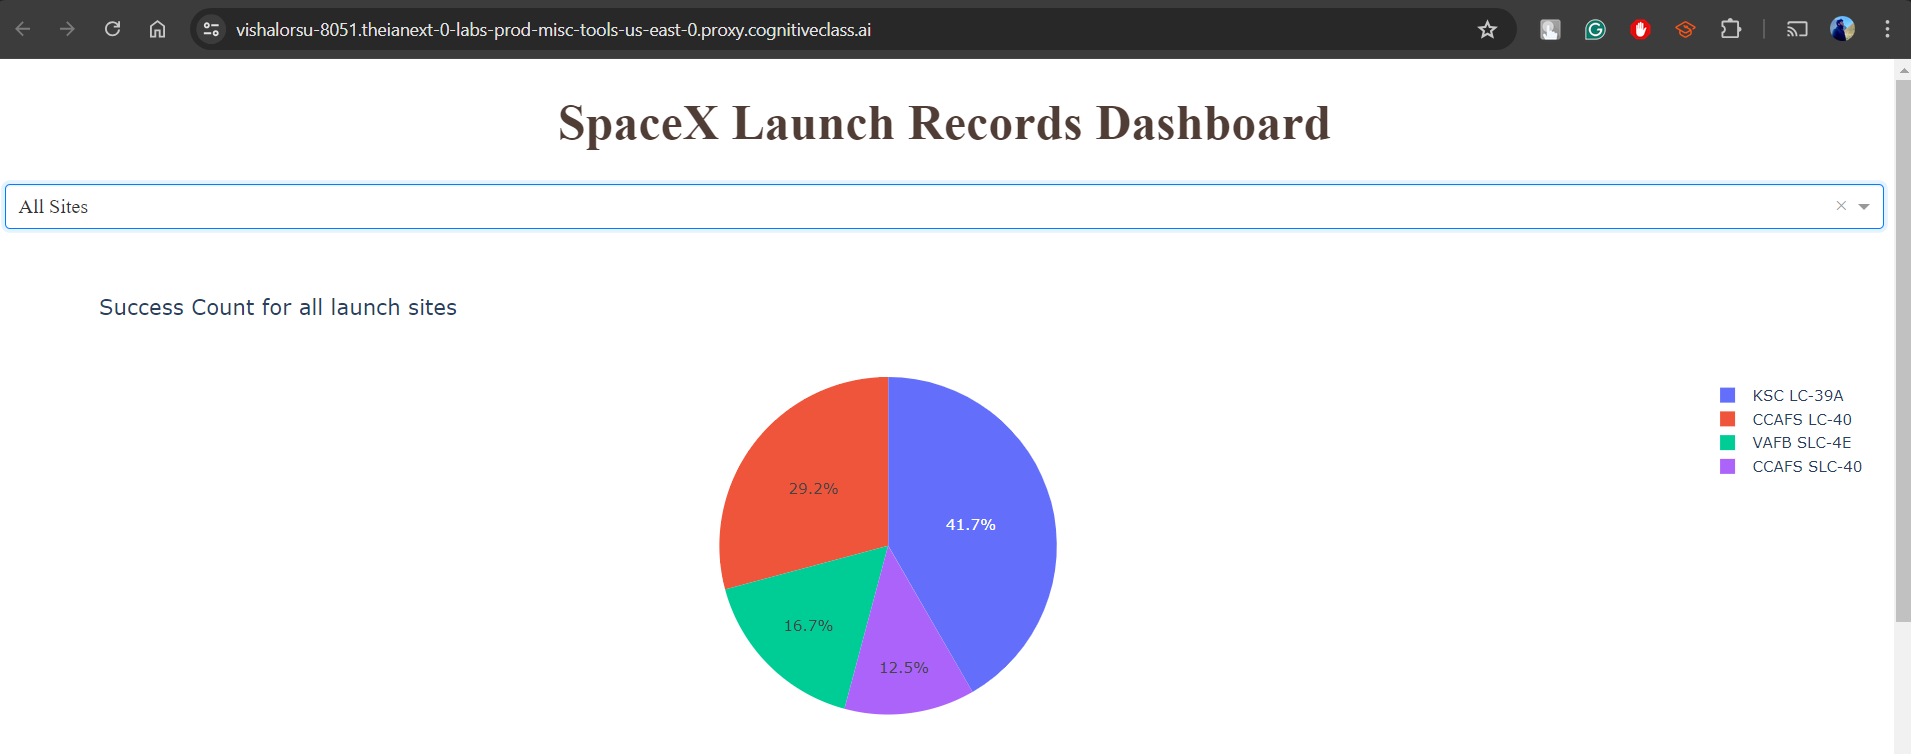 vishalorsu-8051.theianext-0-labs-prod-misc-tools-us-east-0.proxy.cognitiveclass.ai
SpaceX Launch Records Dashboard
All Sites
Success Count for all launch sites
KSC LC-39A
CCAFS LC-40
VAFB SLC-4E
CCAFS SLC-40
29.2%
41.7%
16.7%
12.5%